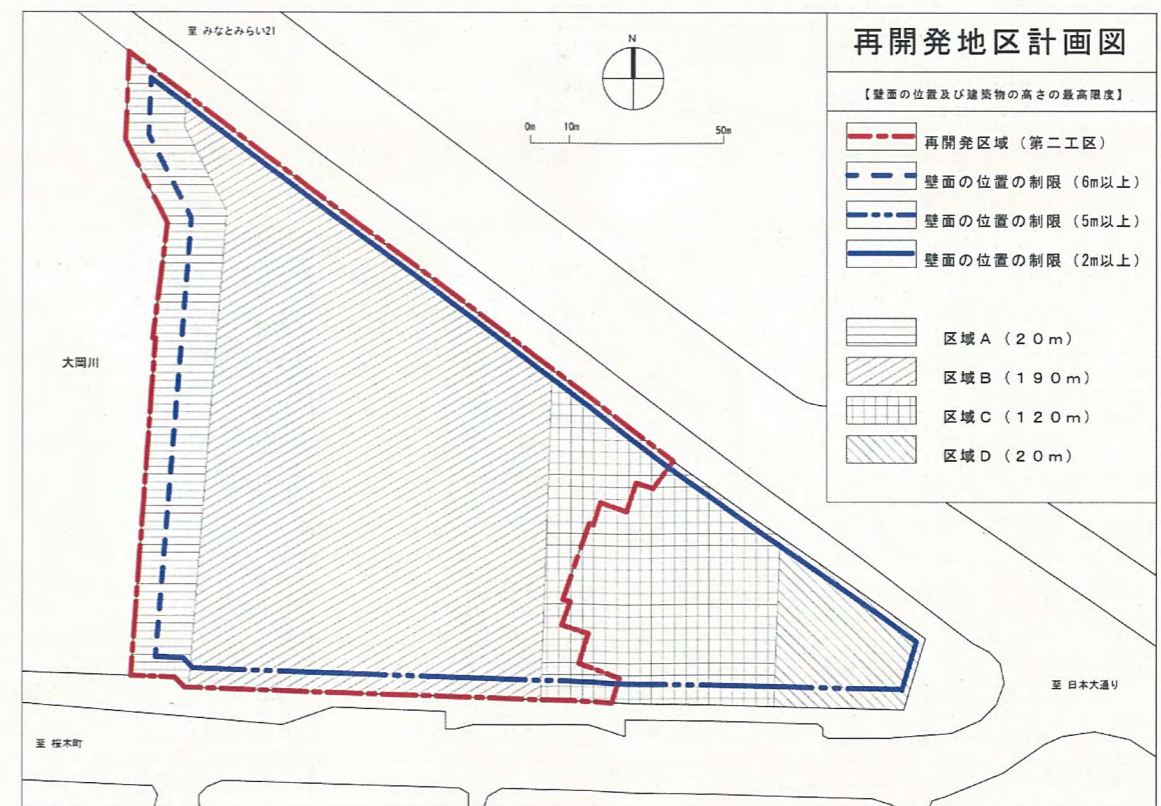 再開発地区計画図
【壁面の位置及び建築物の高さの最高限度】
再開発区域（第二工区）
壁面の位置の制限（6m以上）
壁面の位置の制限（5m以上）
壁面の位置の制限（2m以上）
区域A（20m）
区域B（190m）
区域C（120m）
区域D（20m）
至 みなとみらい21
N
0m 10m 50m
大岡川
至 日本大通り
至 桜木町